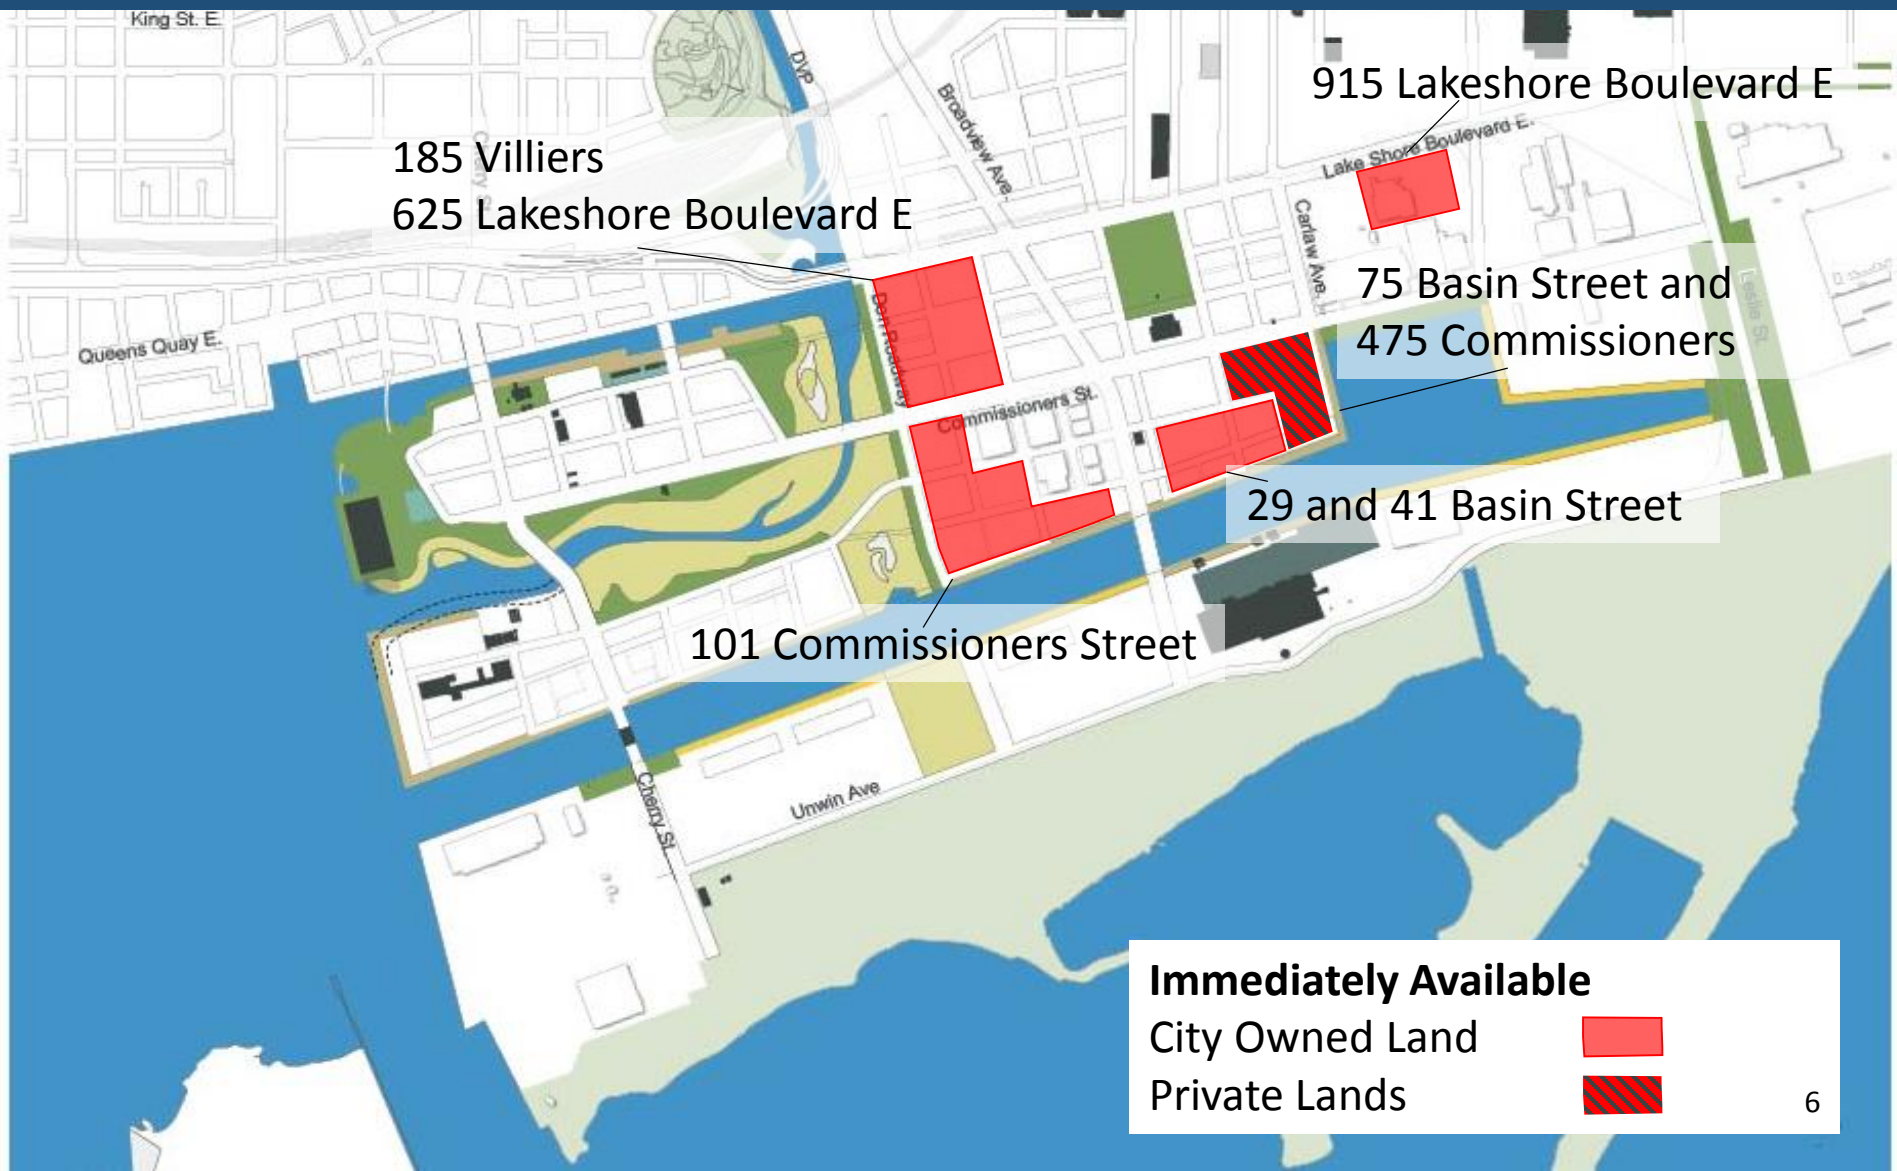 King St. E.
DVP
Broadview Ave.
915 Lakeshore Boulevard E
Lake Shore Boulevard E.
Cherry St.
185 Villiers
625 Lakeshore Boulevard E
Carlaw Ave.
75 Basin Street and
475 Commissioners
Leslie St.
Don Roadway
Queens Quay E.
Commissioners St.
29 and 41 Basin Street
101 Commissioners Street
Cherry St.
Unwin Ave
Immediately Available
City Owned Land
Private Lands
6